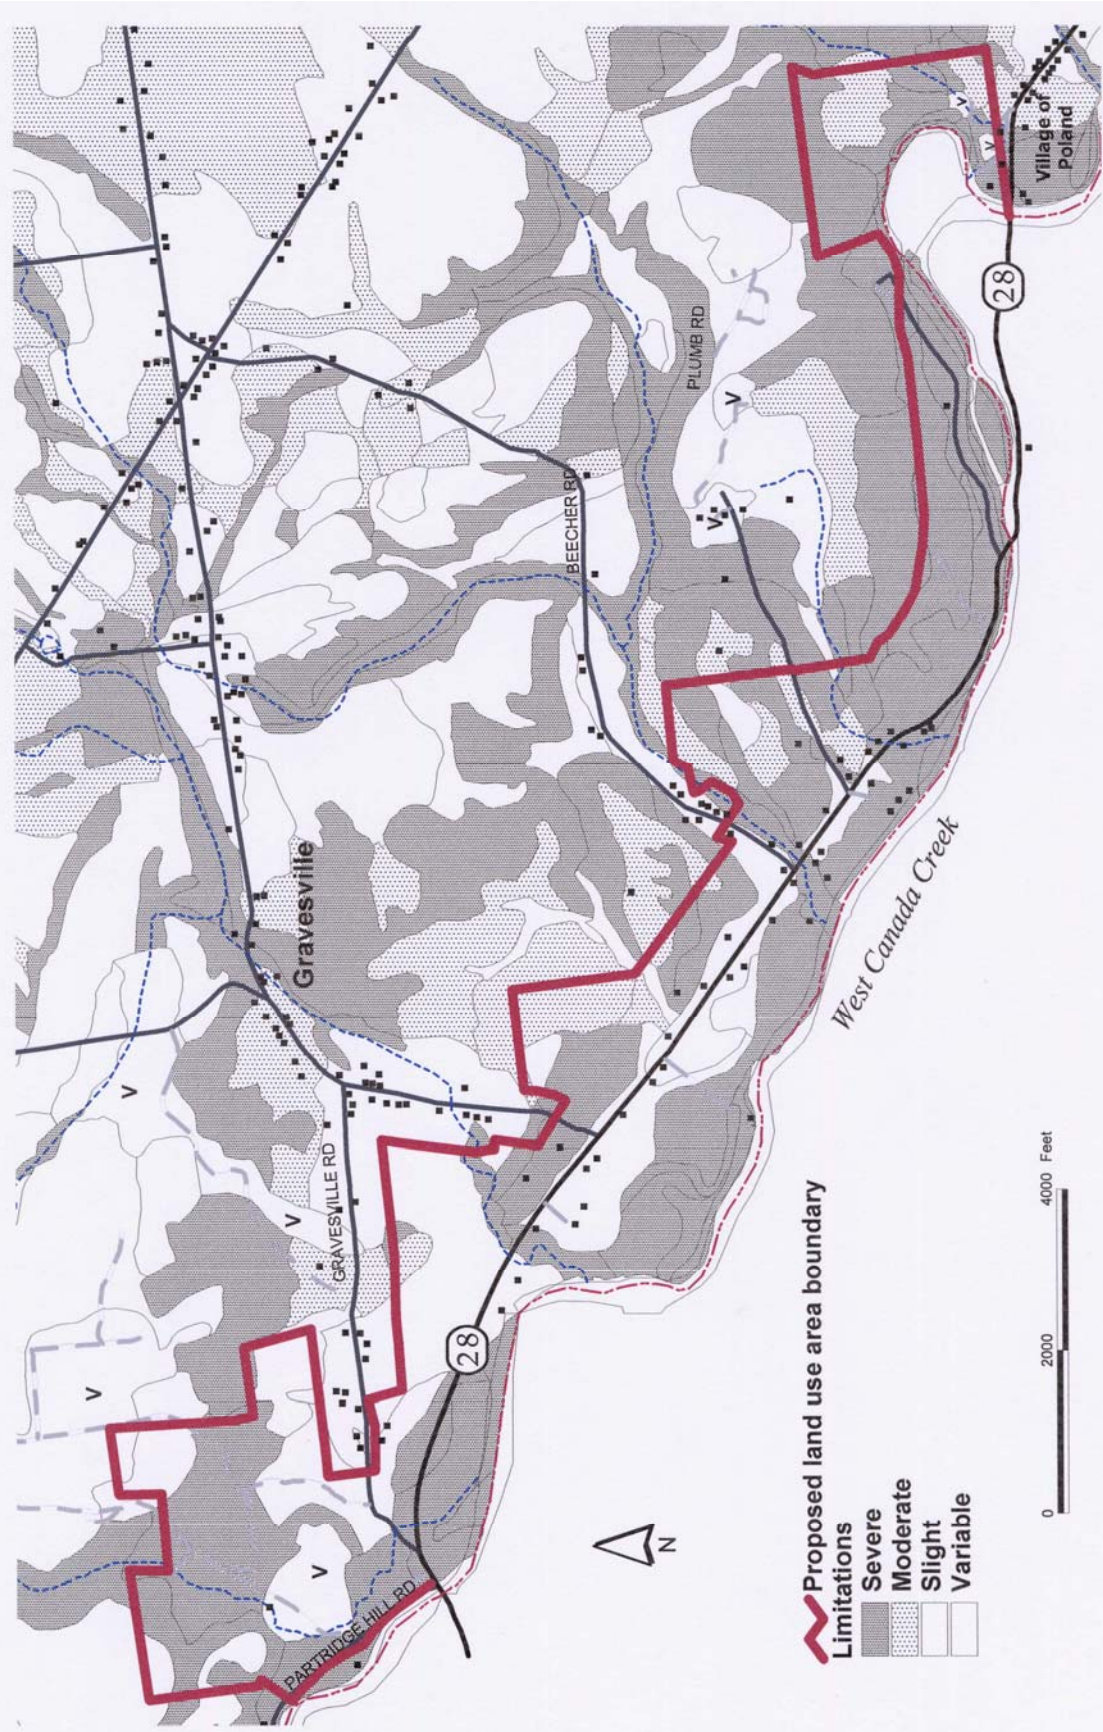 V
V
Village of
Poland
28
PLUMB RD
V
V
BEECHER RD
Gravesville
West Canada Creek
V
V
GRAVESVILLE RD
V
28
V
PARTRIDGE HILL RD
N
Proposed land use area boundary
Limitations
Severe
Moderate
Slight
Variable
0 2000 4000 Feet